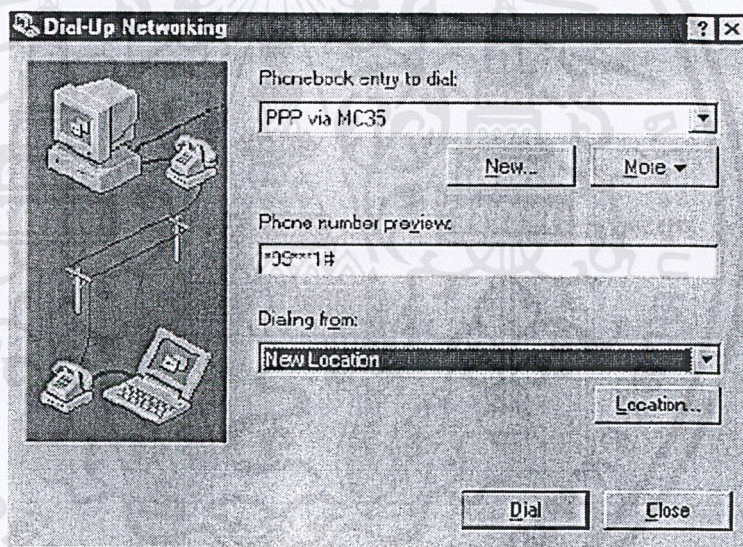 Dial-Up Networking
Phonebook entry to dial:
PPP via MC35
New...
More
Phone number preview:
*99***1#
Dialing from:
New Location
Location...
Dial
Close